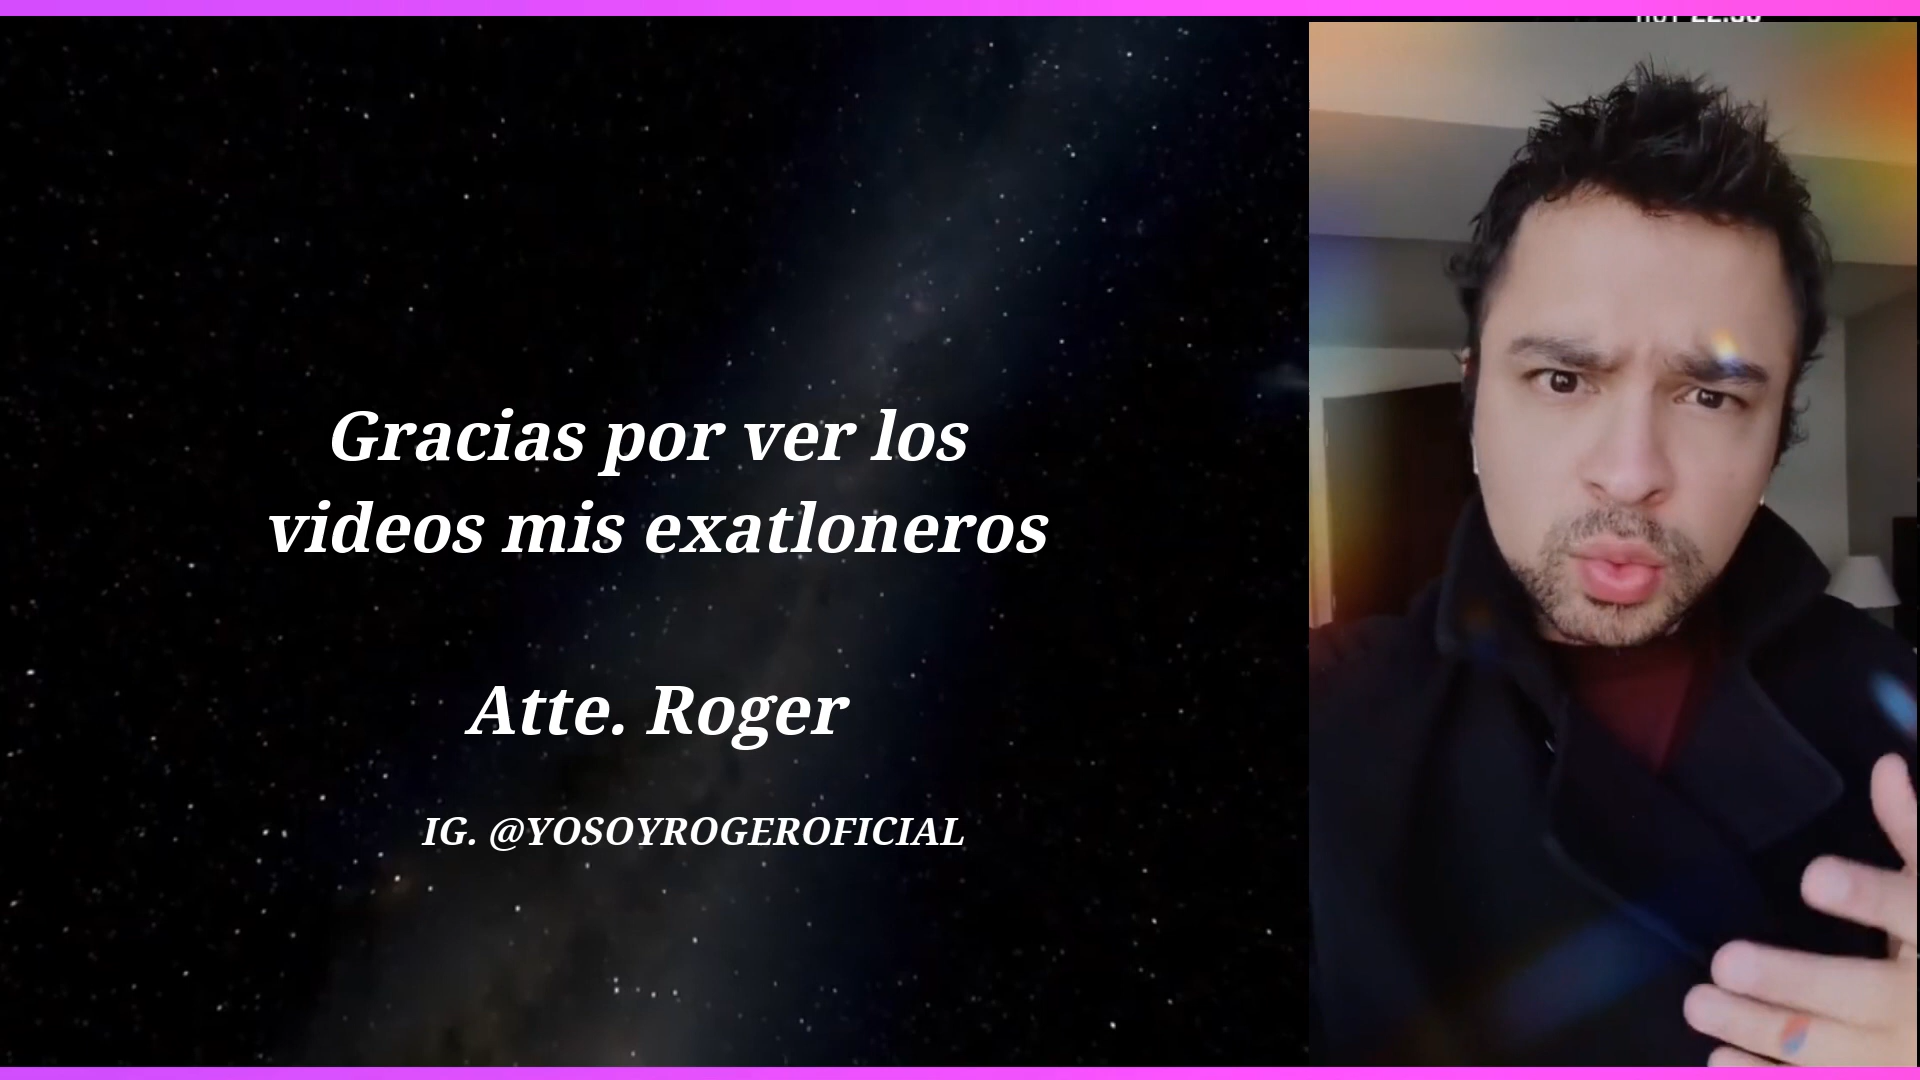 Gracias por ver los
videos mis exatloneros
Atte. Roger
IG. @YOSOYROGEROFICIAL